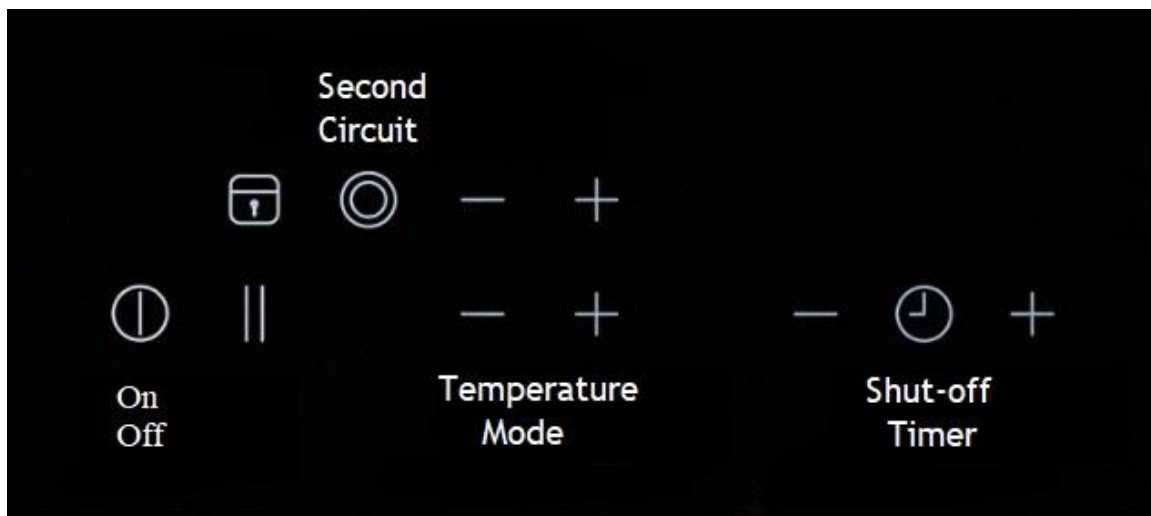 Second
Circuit
On
Off
Temperature
Mode
Shut-off
Timer